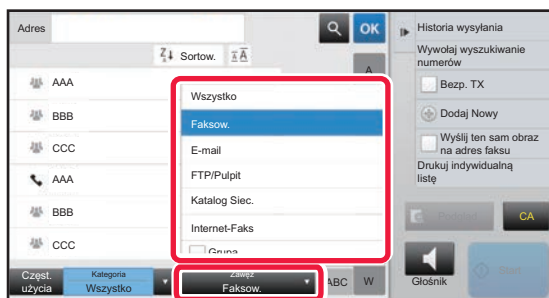 Adres
OK
Historia wysyłania
Wywołaj wyszukiwanie
numerów
Sortow.
A
AAA
Bezp. TX
Wszystko
BBB
Dodaj Nowy
Faksow.
CCC
Wyślij ten sam obraz
na adres faksu
E-mail
AAA
FTP/Pulpit
Drukuj indywidualną
listę
Katalog Siec.
BBB
Internet-Faks
CA
CCC
Grupa
Częst.
użycia
Kategoria
Wszystko
Zawęź
Faksow.
ABC
W
Głośnik
Start